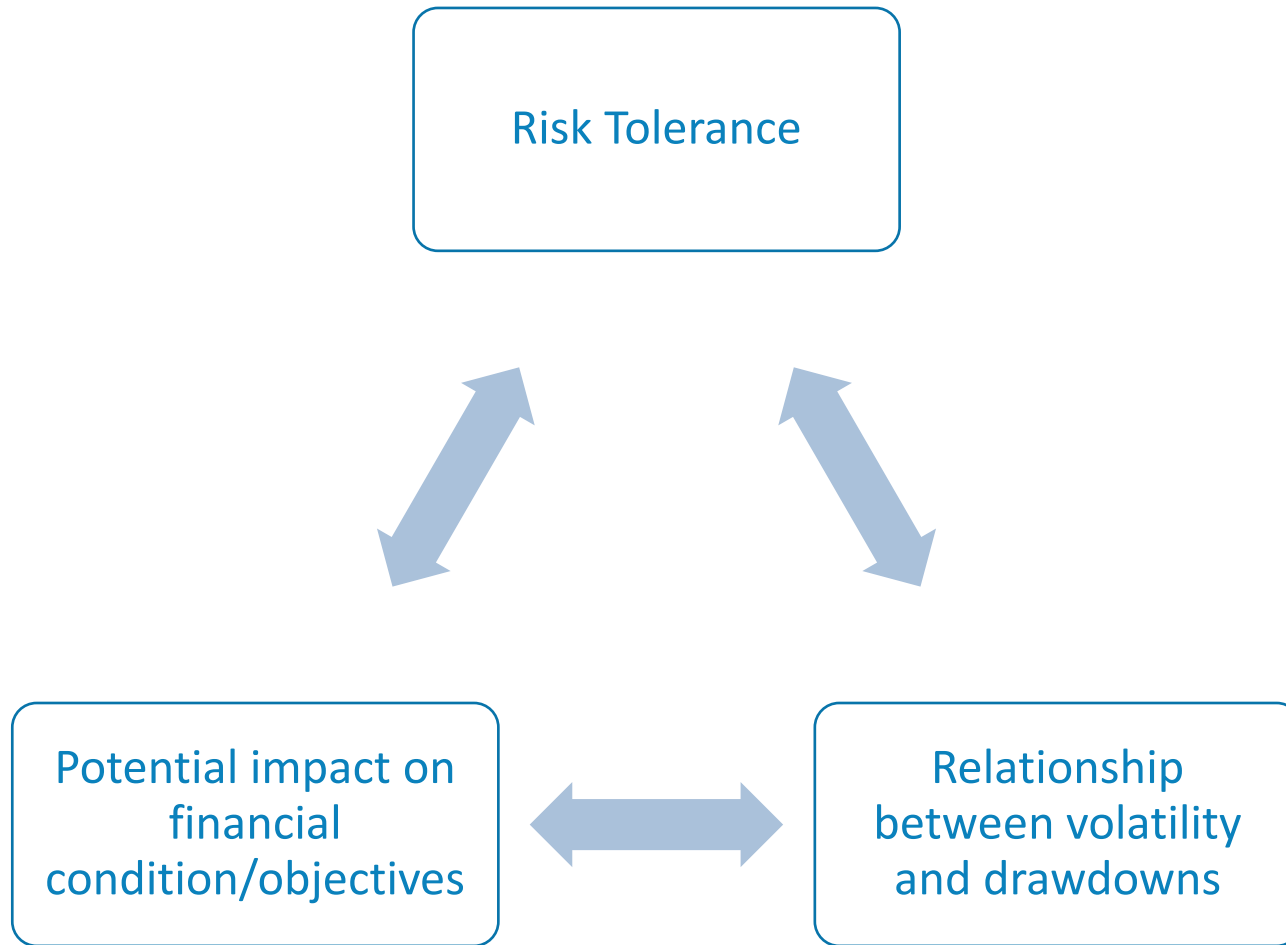 Risk Tolerance
Potential impact on
financial
condition/objectives
Relationship
between volatility
and drawdowns